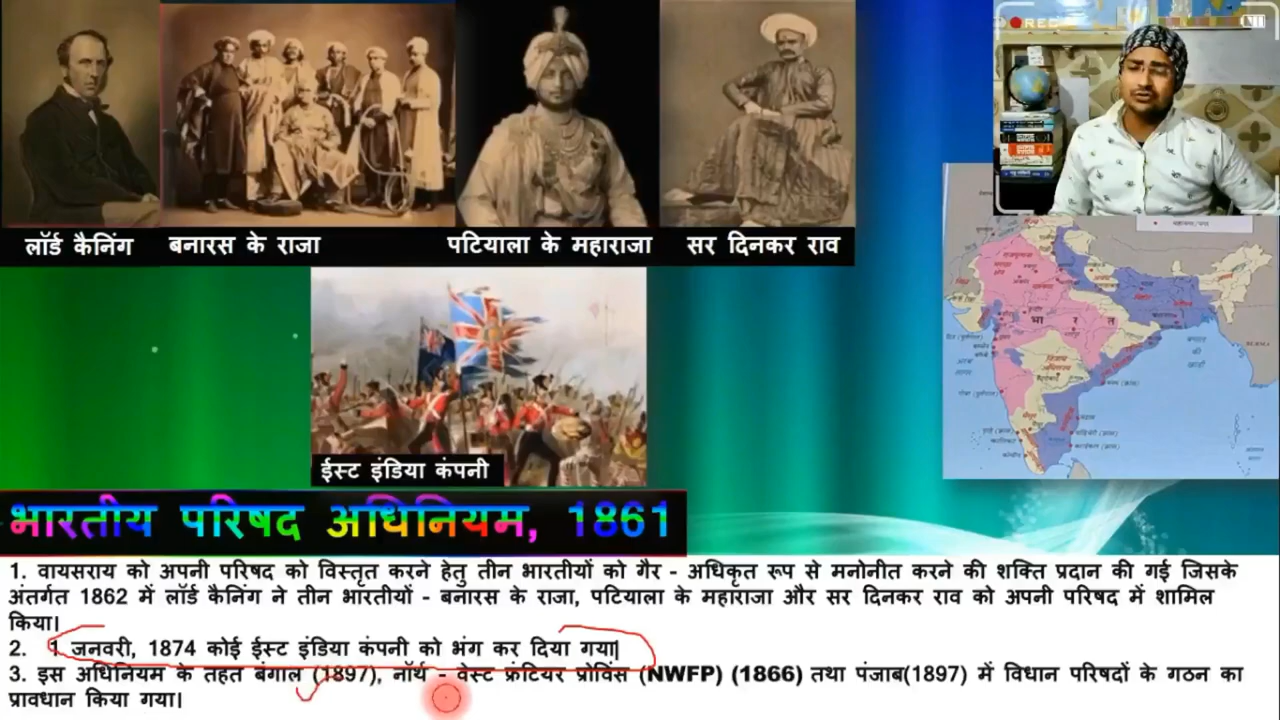 REC
लॉर्ड कैनिंग
बनारस के राजा
पटियाला के महाराजा
सर दिनकर राव
भा र त
ईस्ट इंडिया कंपनी
भारतीय परिषद अधिनियम, 1861
1. वायसराय को अपनी परिषद को विस्तृत करने हेतु तीन भारतीयों को गैर - अधिकृत रूप से मनोनीत करने की शक्ति प्रदान की गई जिसके
अंतर्गत 1862 में लॉर्ड कैनिंग ने तीन भारतीयों - बनारस के राजा, पटियाला के महाराजा और सर दिनकर राव को अपनी परिषद में शामिल
किया।
2. 1 जनवरी, 1874 कोई ईस्ट इंडिया कंपनी को भंग कर दिया गया|
3. इस अधिनियम के तहत बंगाल (1897), नॉर्थ - वेस्ट फ्रंटियर प्रोविंस (NWFP) (1866) तथा पंजाब(1897) में विधान परिषदों के गठन का
प्रावधान किया गया।